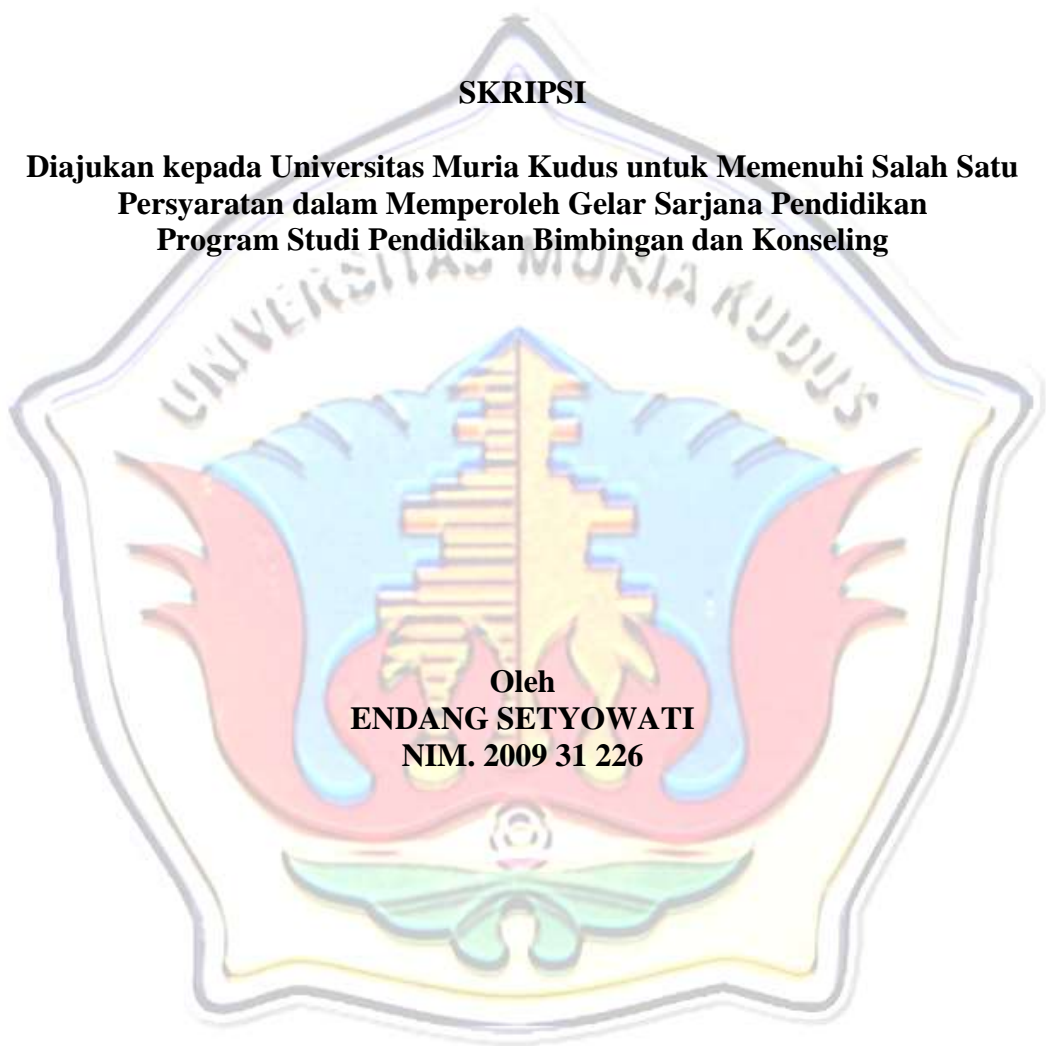 SKRIPSI
Diajukan kepada Universitas Muria Kudus untuk Memenuhi Salah Satu
Persyaratan dalam Memperoleh Gelar Sarjana Pendidikan
Program Studi Pendidikan Bimbingan dan Konseling
UNIVERSITAS MURIA KUDUS
Oleh
ENDANG SETYOWATI
NIM. 2009 31 226